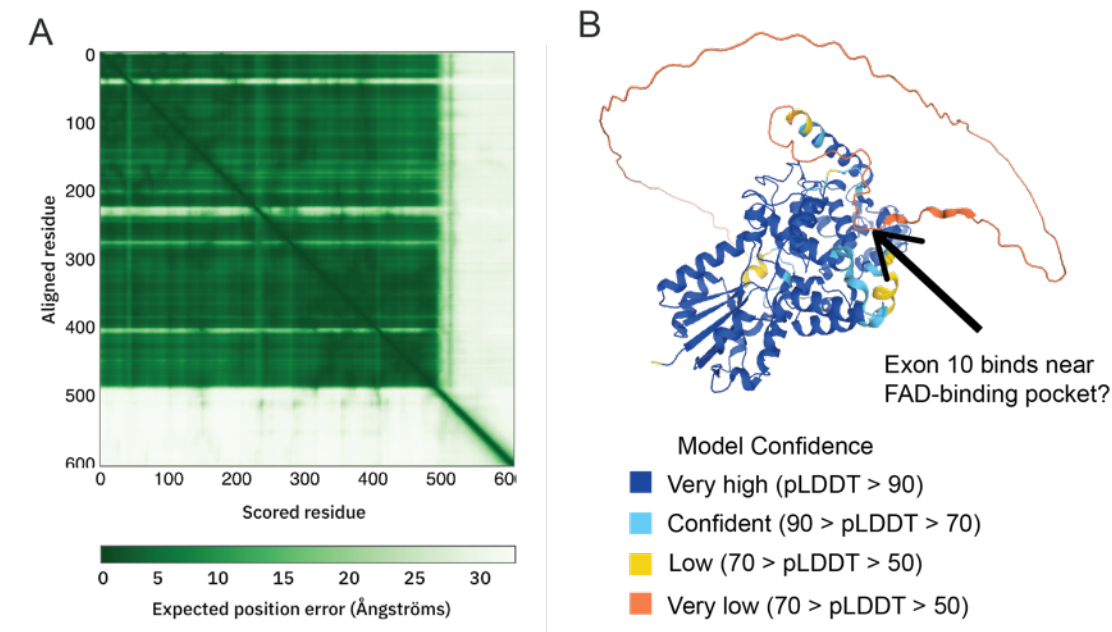 A
0
100
200
300
400
500
600
Aligned residue
0 100 200 300 400 500 60
Scored residue
0 5 10 15 20 25 30
Expected position error (Ångströms)
B
Exon 10 binds near
FAD-binding pocket?
Model Confidence
Very high (pLDDT > 90)
Confident (90 > pLDDT > 70)
Low (70 > pLDDT > 50)
Very low (70 > pLDDT > 50)